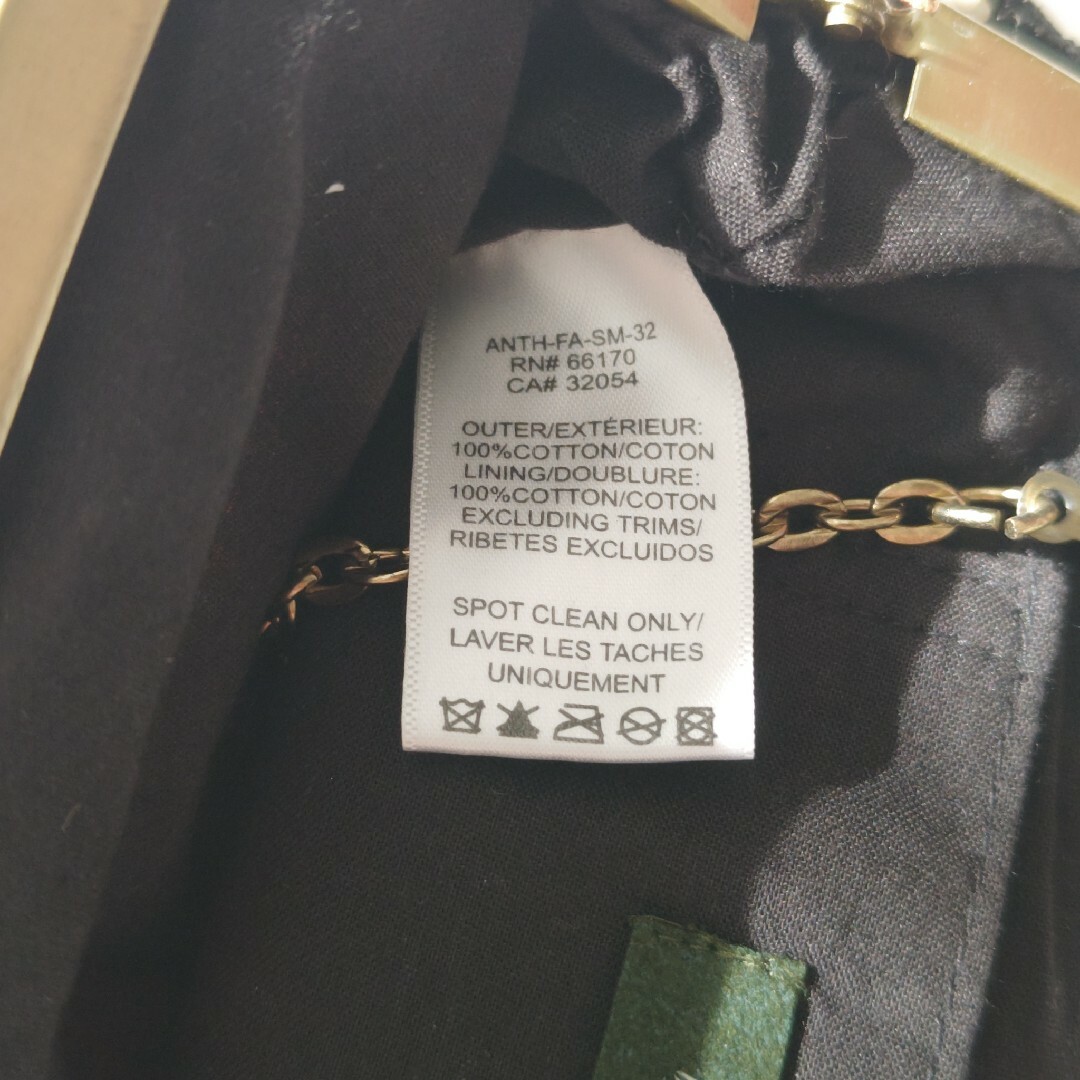 ANTH-FA-SM-32
RN# 66170
CA# 32054
OUTER/EXTÉRIEUR:
100%COTTON/COTON
LINING/DOUBLURE:
100%COTTON/COTON
EXCLUDING TRIMS/
RIBETES EXCLUIDOS
SPOT CLEAN ONLY/
LAVER LES TACHES
UNIQUEMENT